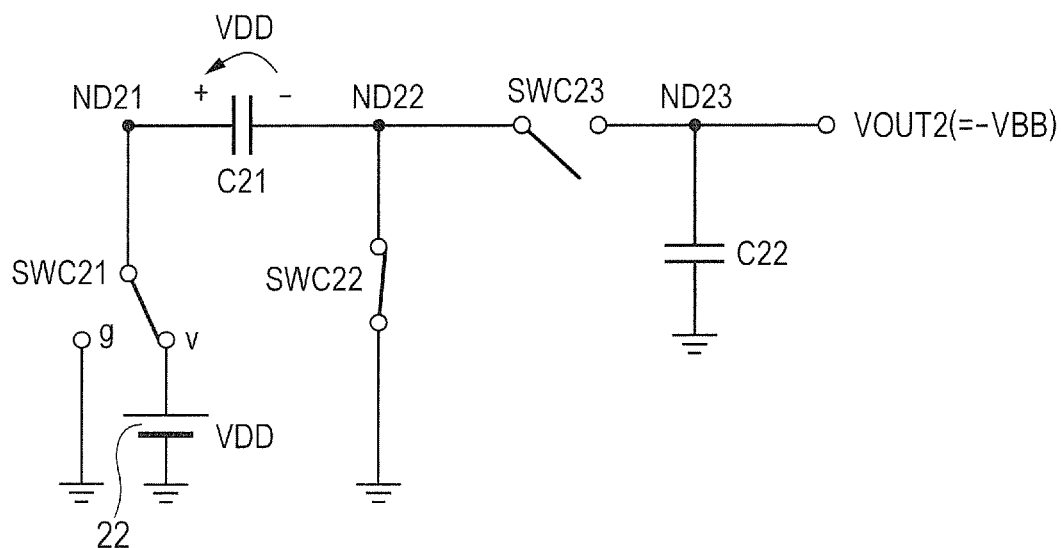 VDD
ND21
+
−
ND22
SWC23
ND23
VOUT2(=−VBB)
C21
SWC21
SWC22
C22
g
v
VDD
22